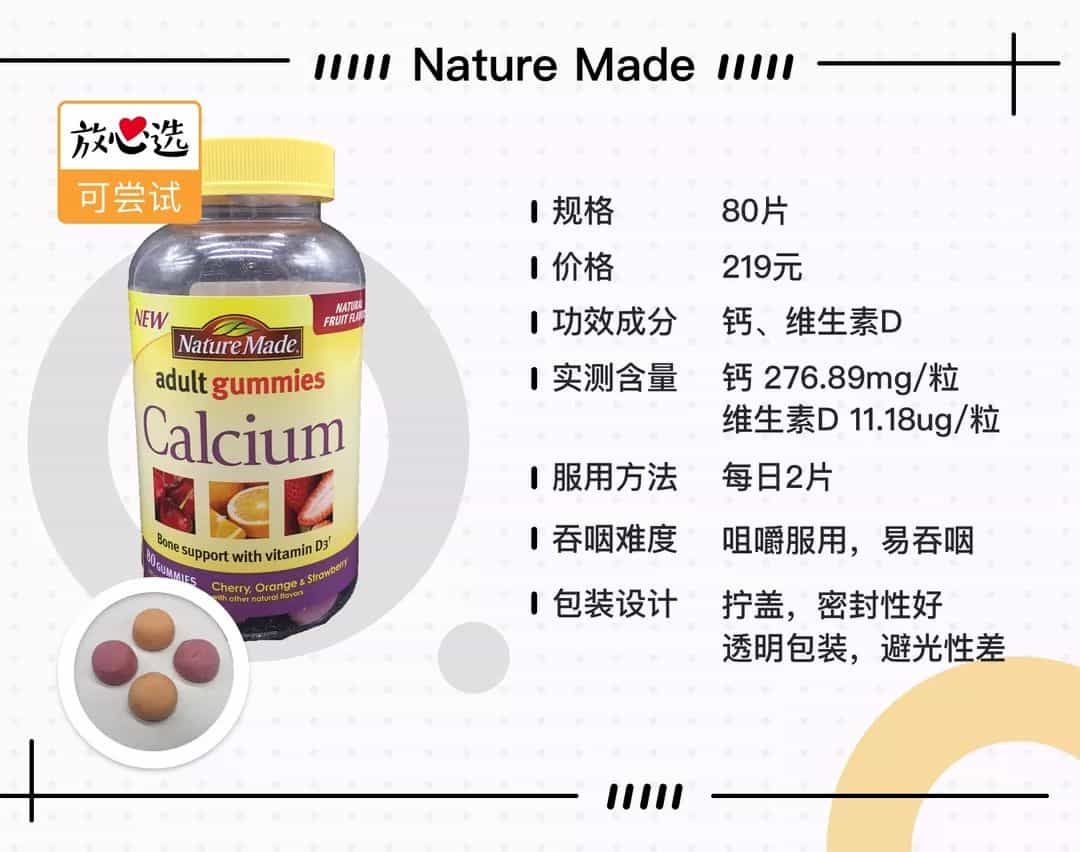 Nature Made
放心选
可尝试
NEW
NATURAL
FRUIT FLAVORS
Nature Made
adult gummies
Calcium
Bone support with vitamin D3†
80 GUMMIES
Cherry, Orange & Strawberry
with other natural flavors
规格 80片
价格 219元
功效成分 钙、维生素D
实测含量 钙 276.89mg/粒
维生素D 11.18ug/粒
服用方法 每日2片
吞咽难度 咀嚼服用，易吞咽
包装设计 拧盖，密封性好
透明包装，避光性差